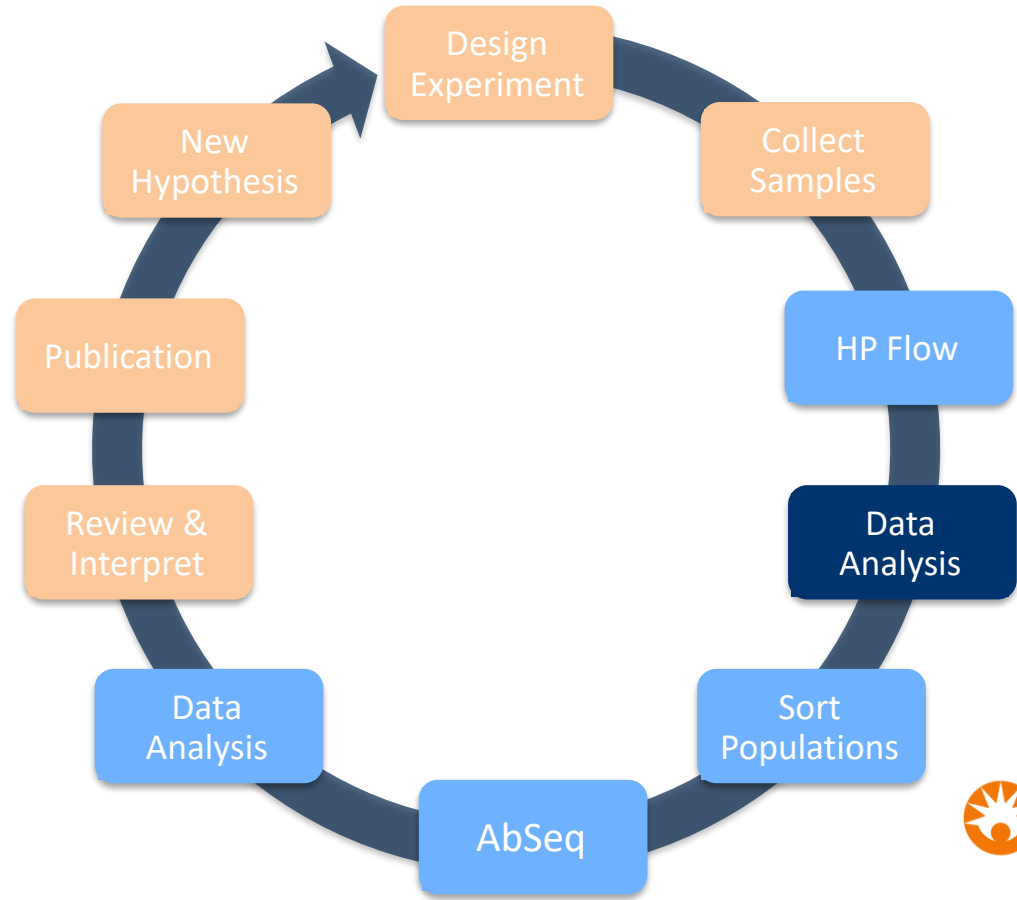 Design
Experiment
Collect
Samples
HP Flow
Data
Analysis
Sort
Populations
AbSeq
Data
Analysis
Review &
Interpret
Publication
New
Hypothesis